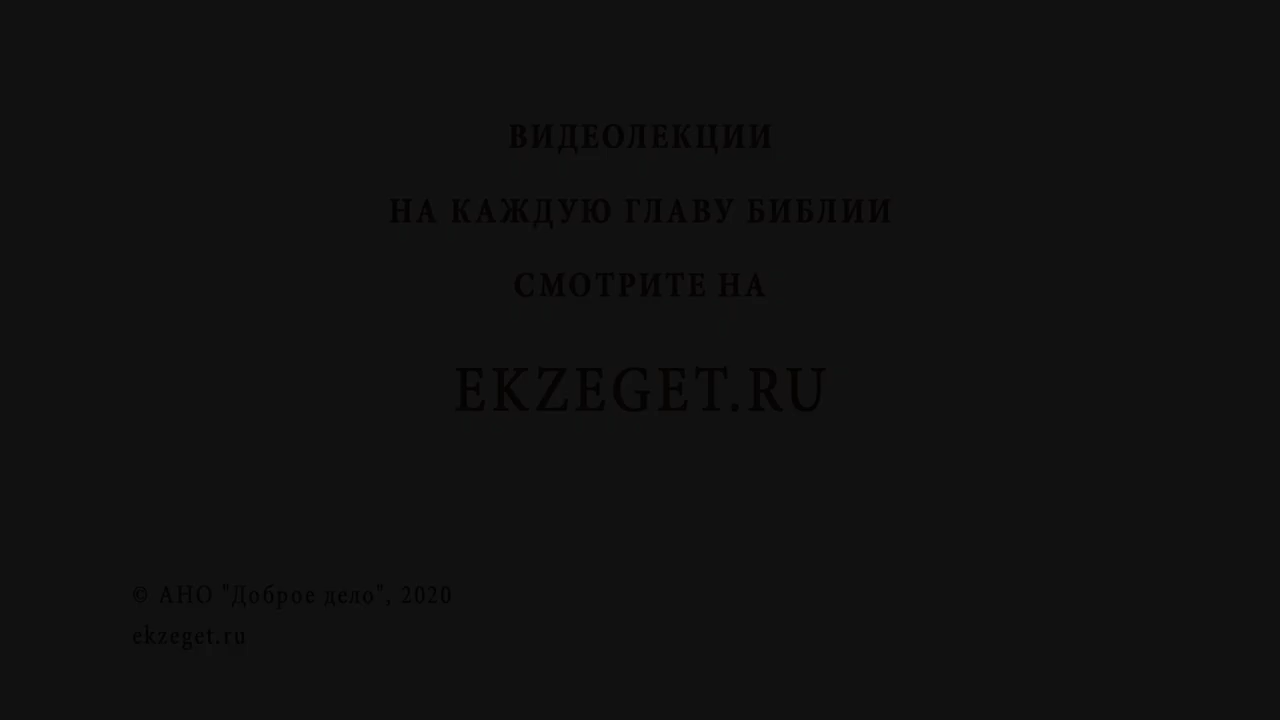 ВИДЕОЛЕКЦИИ
НА КАЖДУЮ ГЛАВУ БИБЛИИ
СМОТРИТЕ НА
EKZEGET.RU
© АНО "Доброе дело", 2020
ekzeget.ru